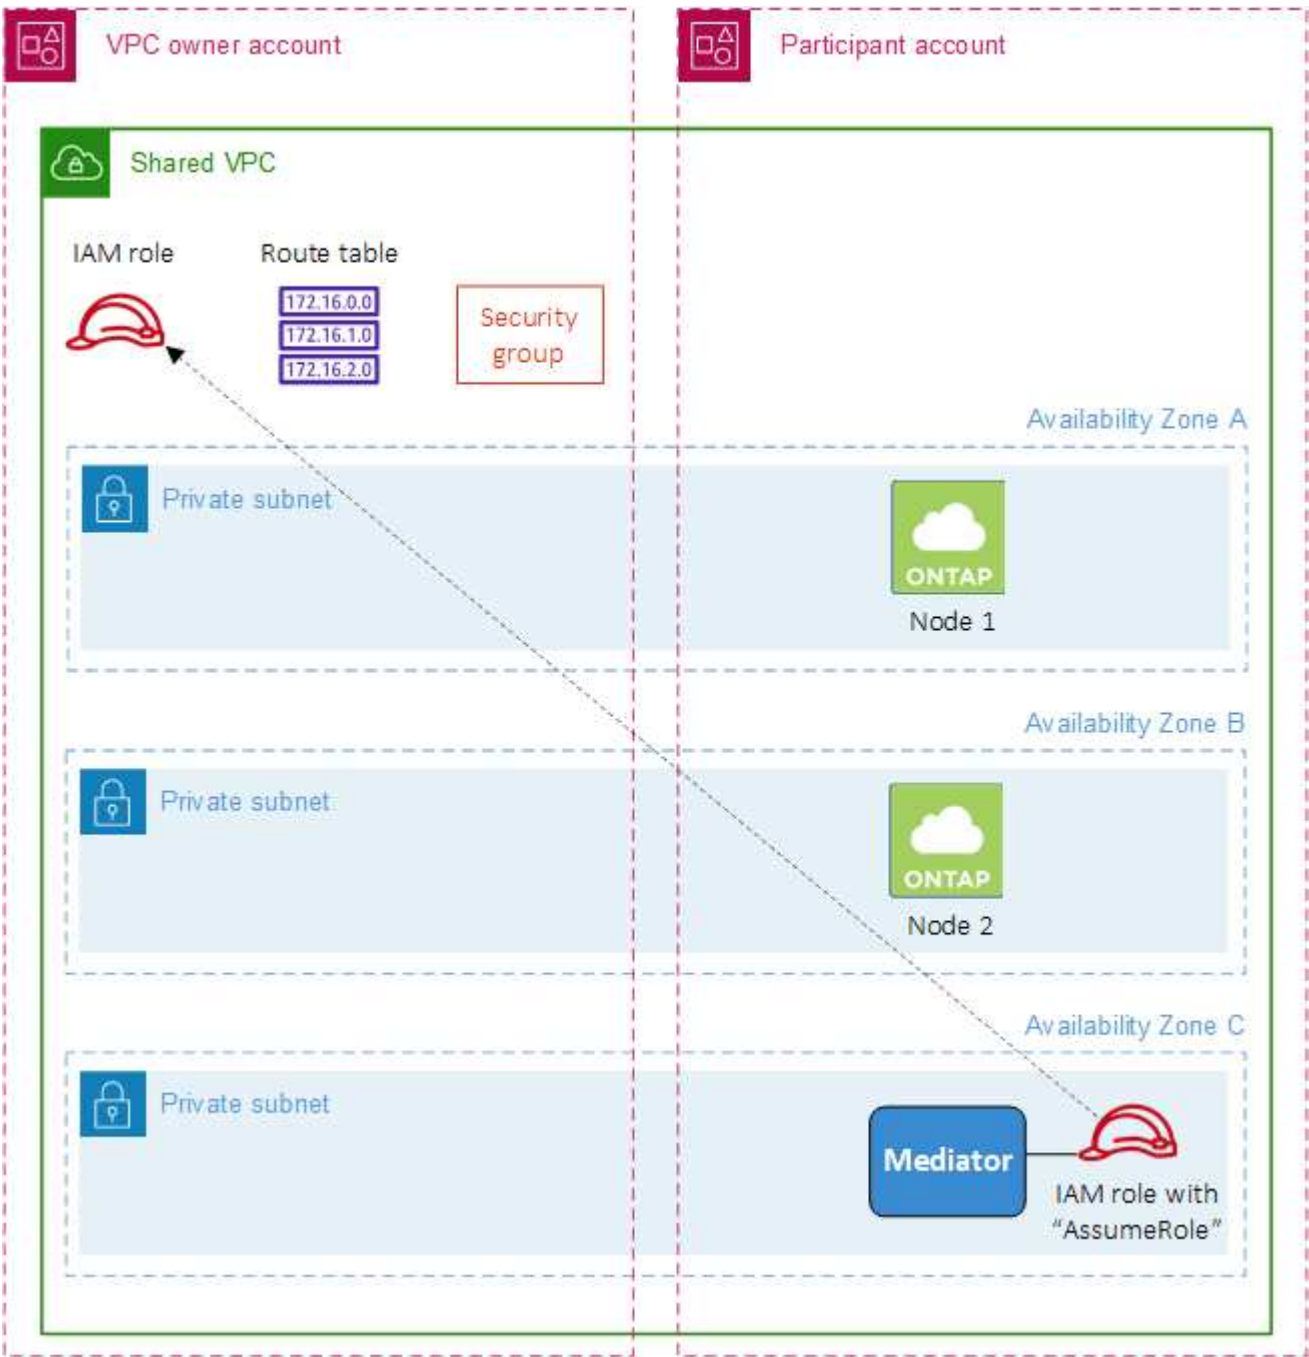 VPC owner account
Participant account
Shared VPC
IAM role
Route table
172.16.0.0
172.16.1.0
172.16.2.0
Security
group
Availability Zone A
Private subnet
ONTAP
Node 1
Availability Zone B
Private subnet
ONTAP
Node 2
Availability Zone C
Private subnet
Mediator
IAM role with
“AssumeRole”